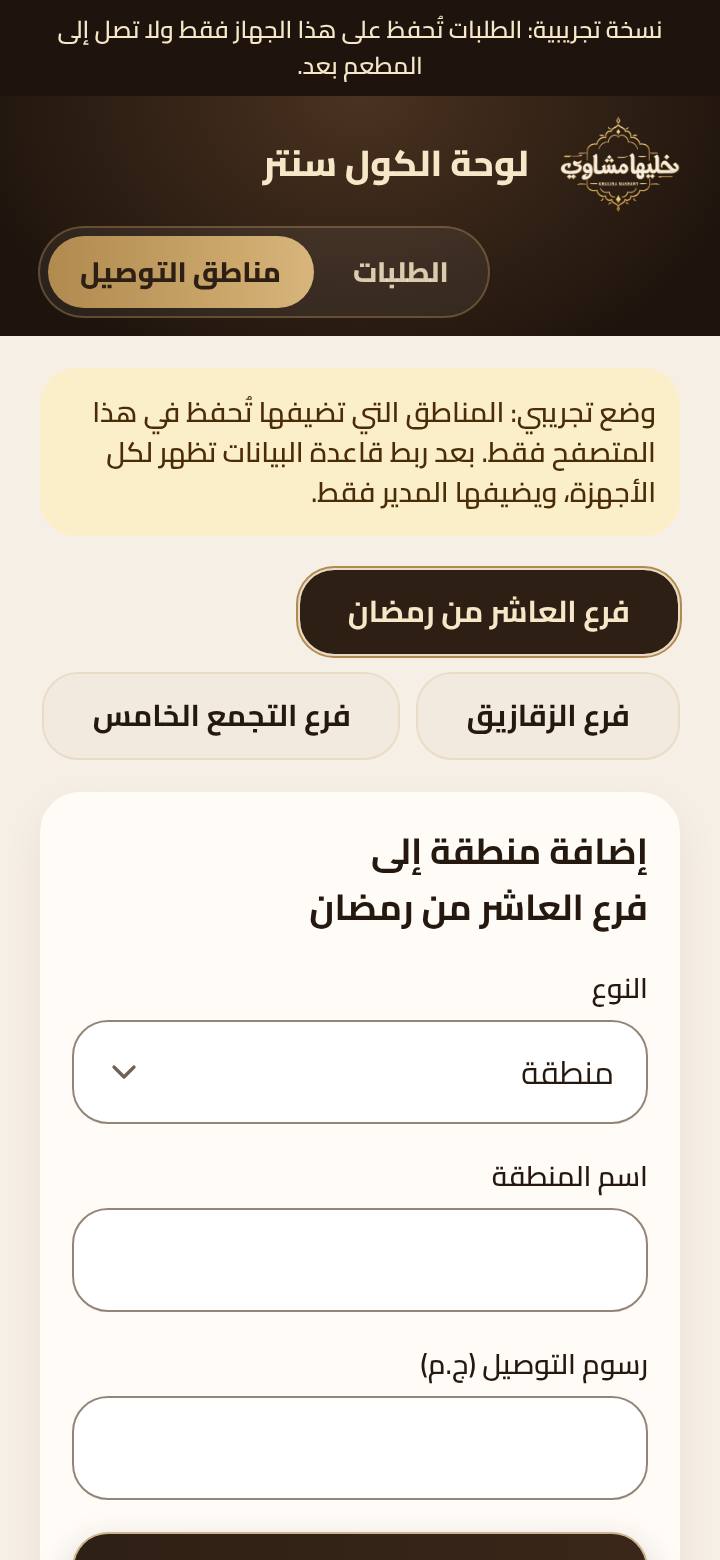 نسخة تجريبية: الطلبات تُحفظ على هذا الجهاز فقط ولا تصل إلى
المطعم بعد.
خليها مشاوي
KHALIHA MASHAWY
لوحة الكول سنتر
الطلبات
مناطق التوصيل
وضع تجريبي: المناطق التي تضيفها تُحفظ في هذا
المتصفح فقط. بعد ربط قاعدة البيانات تظهر لكل
الأجهزة، ويضيفها المدير فقط.
فرع العاشر من رمضان
فرع الزقازيق
فرع التجمع الخامس
إضافة منطقة إلى
فرع العاشر من رمضان
النوع
منطقة
اسم المنطقة
رسوم التوصيل (ج.م)